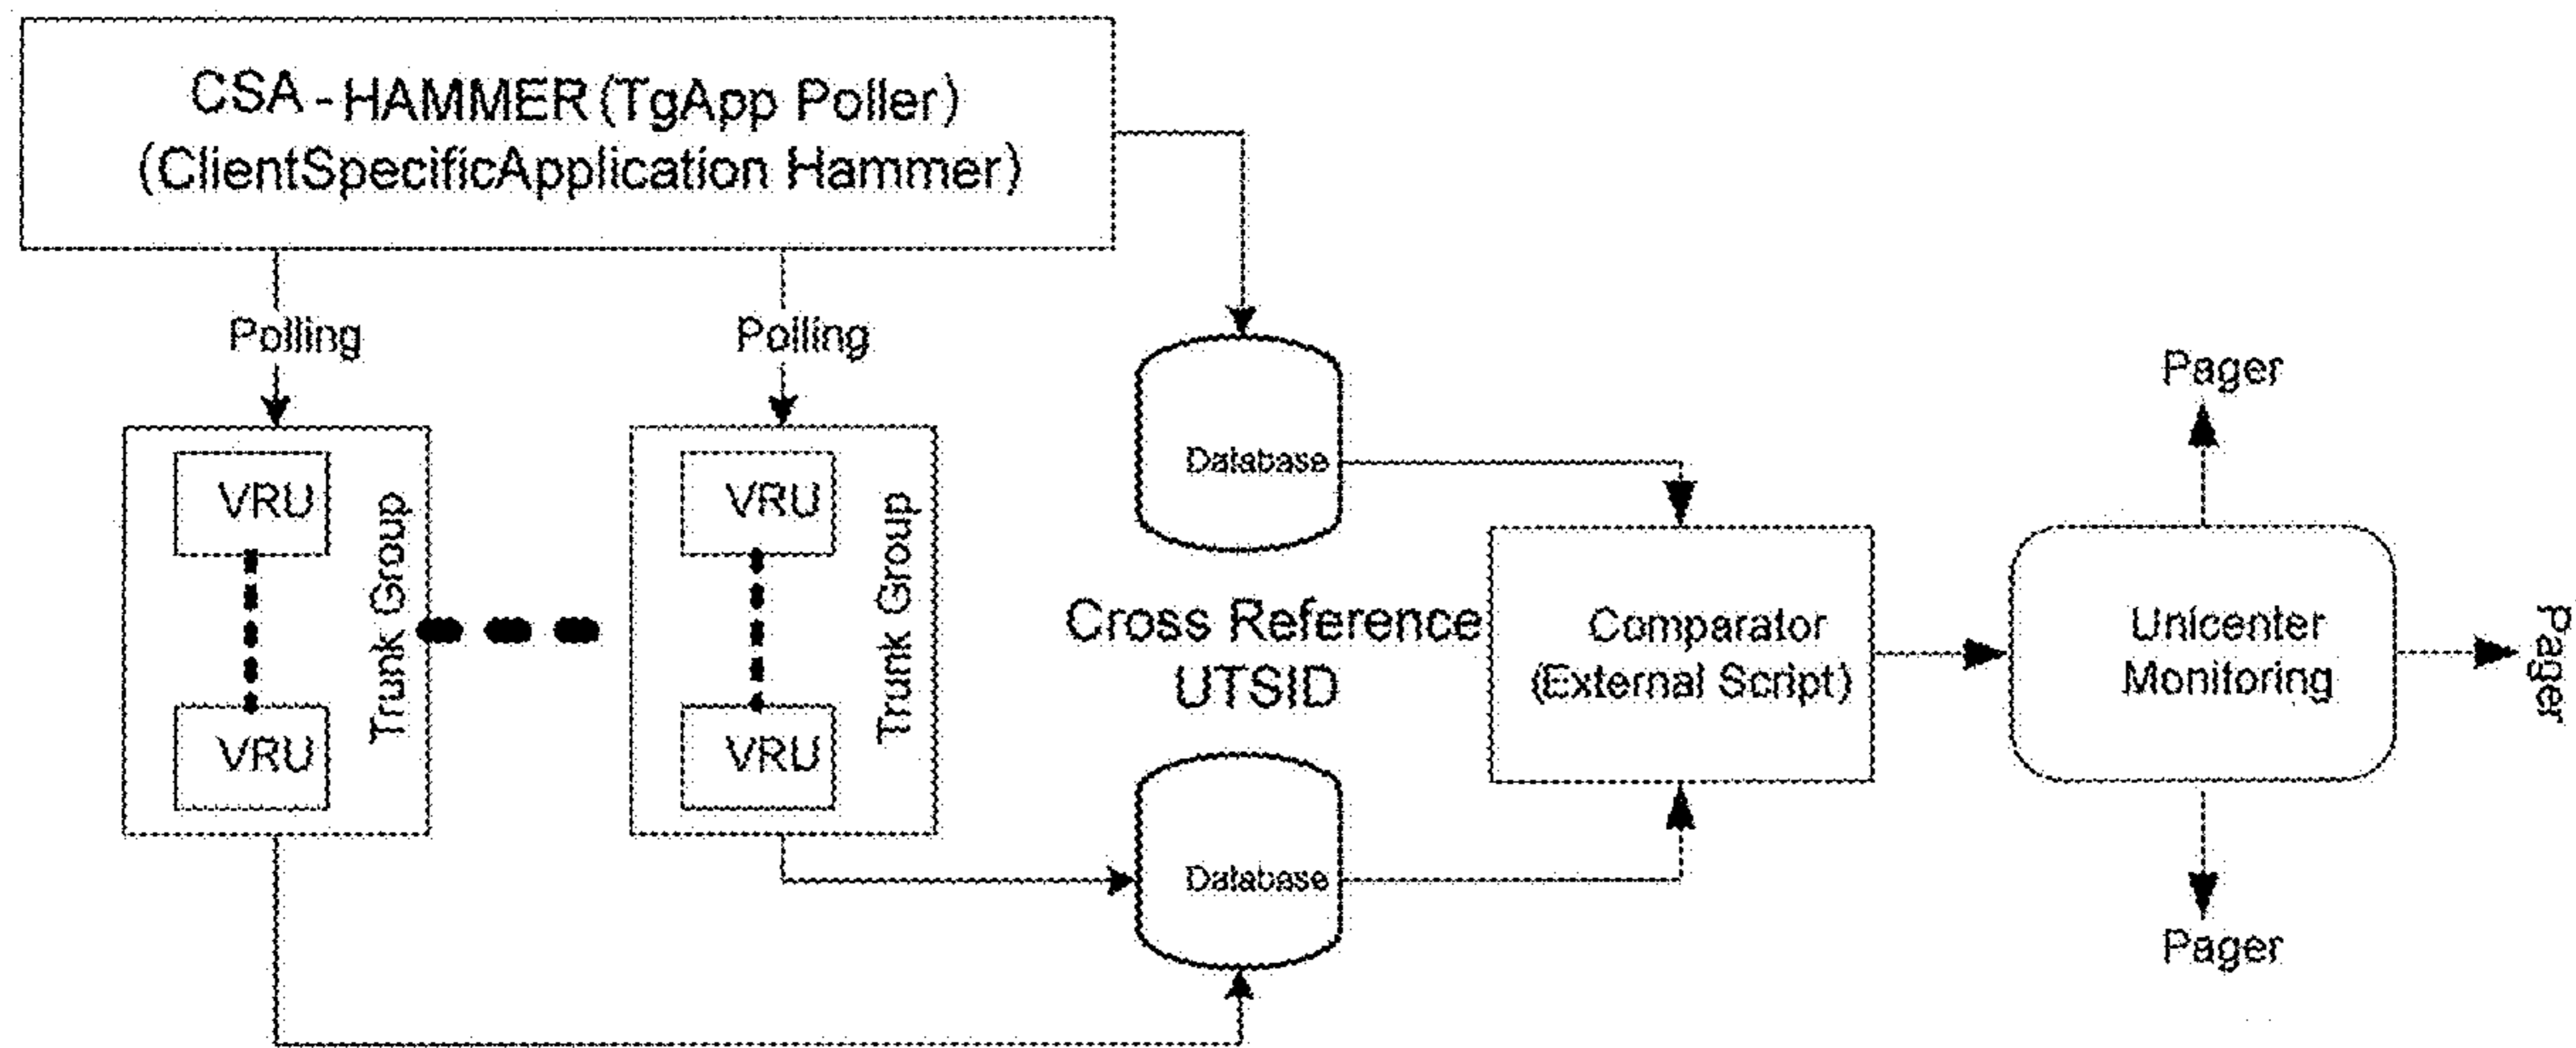 CSA - HAMMER (TgApp Poller)
(ClientSpecificApplication Hammer)
Polling
Polling
VRU
VRU
Trunk Group
VRU
VRU
Trunk Group
Database
Cross Reference
UTSID
Database
Comparator
(External Script)
Unicenter
Monitoring
Pager
Pager
Pager